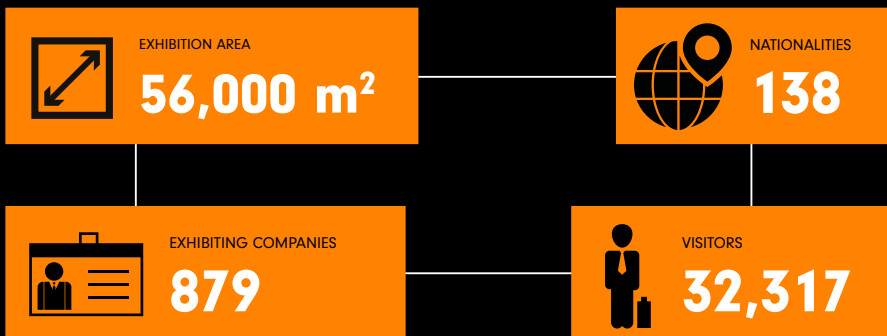 EXHIBITION AREA
56,000 m²
NATIONALITIES
138
EXHIBITING COMPANIES
879
VISITORS
32,317